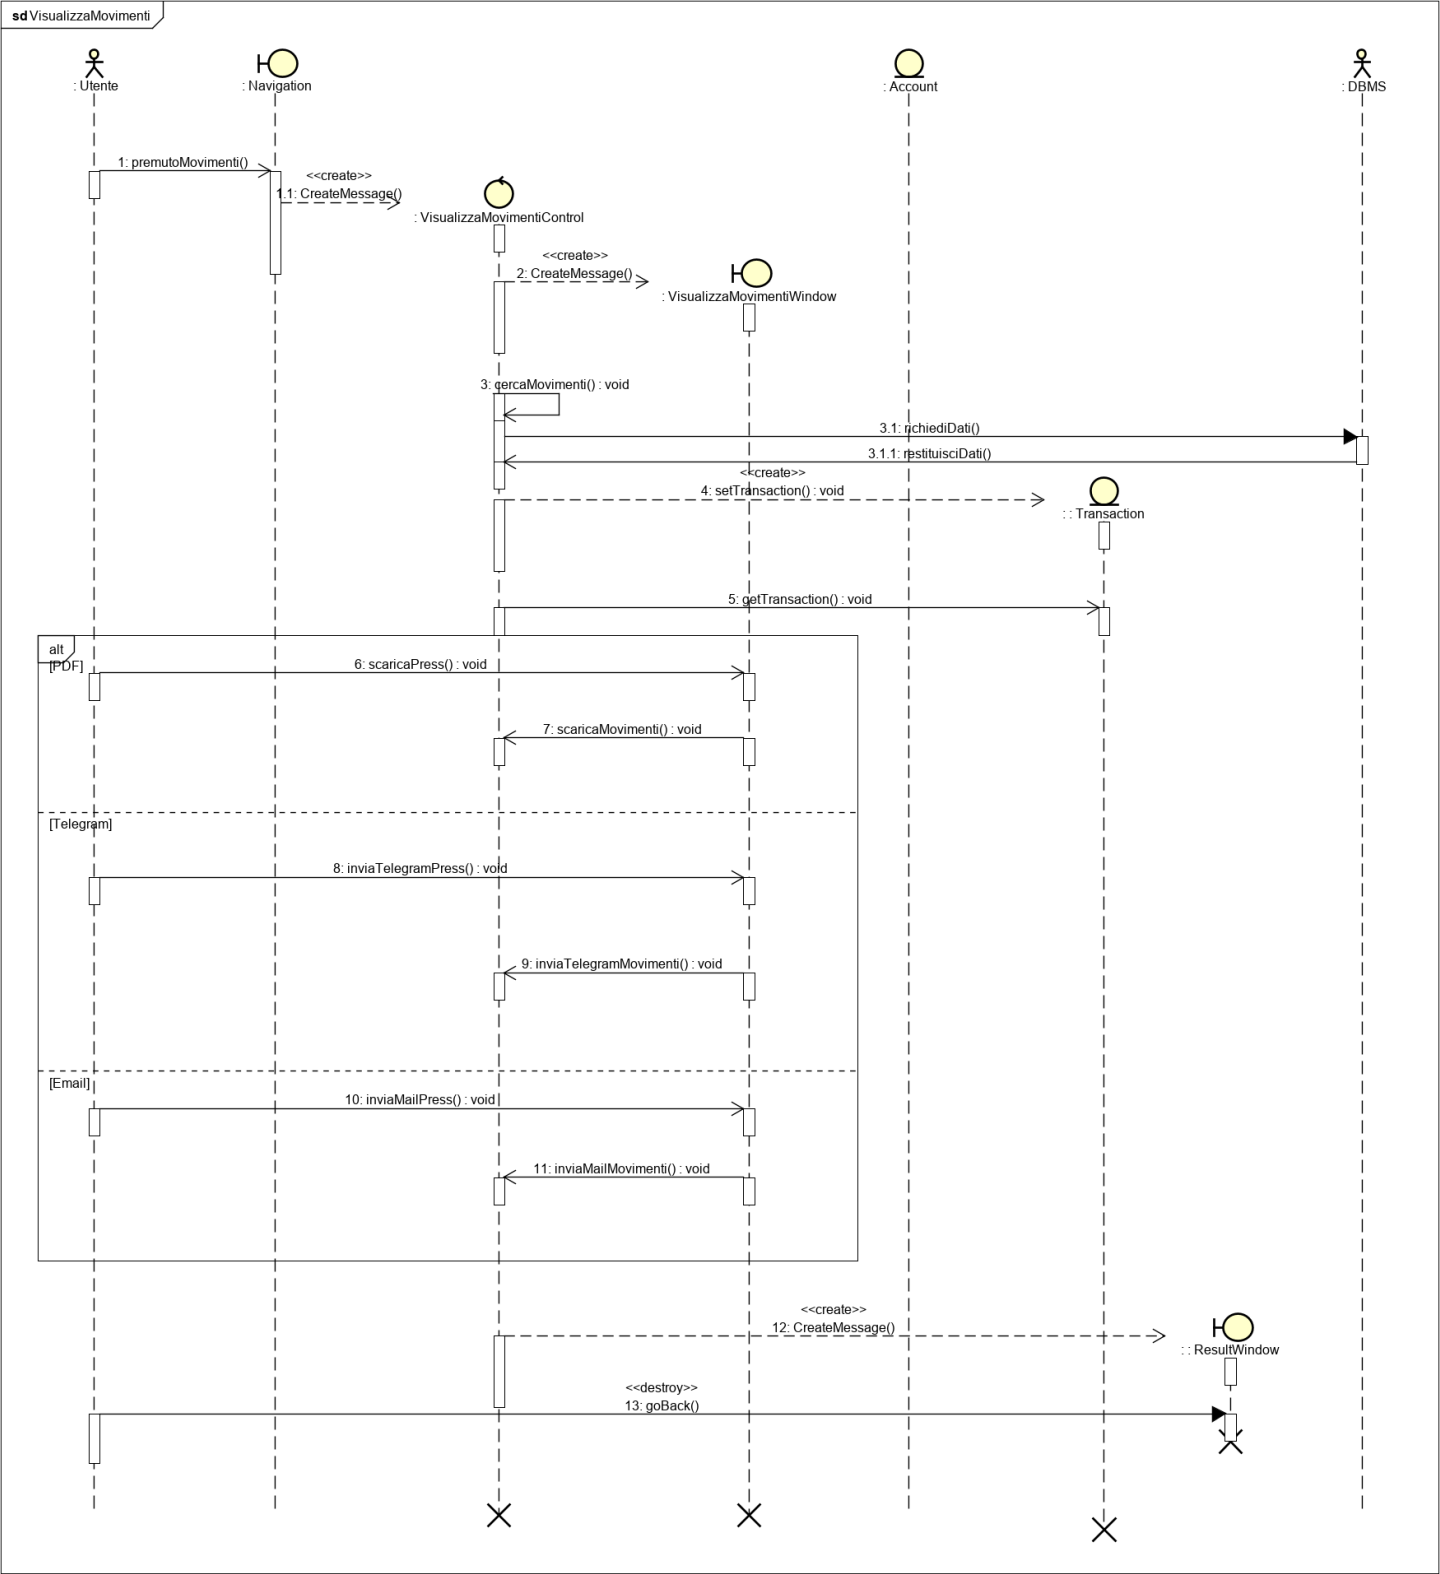 sd VisualizzaMovimenti
: Utente
: Navigation
: Account
: DBMS
1: premutoMovimenti()
<<create>>
1.1: CreateMessage()
: VisualizzaMovimentiControl
<<create>>
2: CreateMessage()
: VisualizzaMovimentiWindow
3: cercaMovimenti() : void
3.1: richiediDati()
3.1.1: restituisciDati()
<<create>>
4: setTransaction() : void
: : Transaction
5: getTransaction() : void
alt
[PDF]
6: scaricaPress() : void
7: scaricaMovimenti() : void
[Telegram]
8: inviaTelegramPress() : void
9: inviaTelegramMovimenti() : void
[Email]
10: inviaMailPress() : void
11: inviaMailMovimenti() : void
<<create>>
12: CreateMessage()
: : ResultWindow
<<destroy>>
13: goBack()